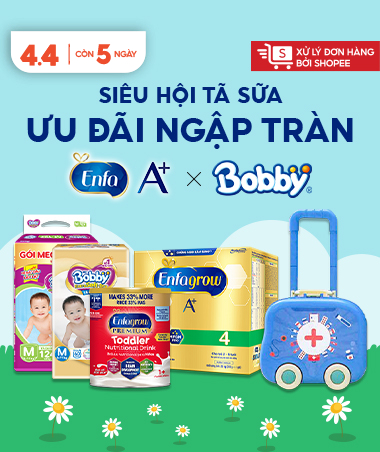 4.4 | CÒN 5 NGÀY
XỬ LÝ ĐƠN HÀNG
BỞI SHOPEE
SIÊU HỘI TÃ SỮA
ƯU ĐÃI NGẬP TRÀN
Enfa A+ × Bobby
GÓI
Bobby
M
M
MAKES 33% MORE
Enfagrow
PREMIUM
Toddler
Nutritional Drink
Enfagrow
A+
4